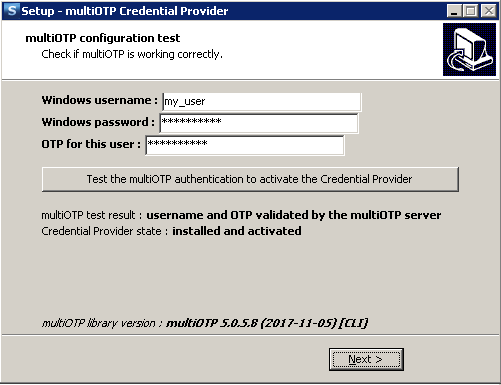 Setup - multiOTP Credential Provider
multiOTP configuration test
Check if multiOTP is working correctly.
Windows username : my_user
Windows password : **********
OTP for this user : **********
Test the multiOTP authentication to activate the Credential Provider
multiOTP test result : username and OTP validated by the multiOTP server
Credential Provider state : installed and activated
multiOTP library version : multiOTP 5.0.5.8 (2017-11-05) [CLI]
Next >